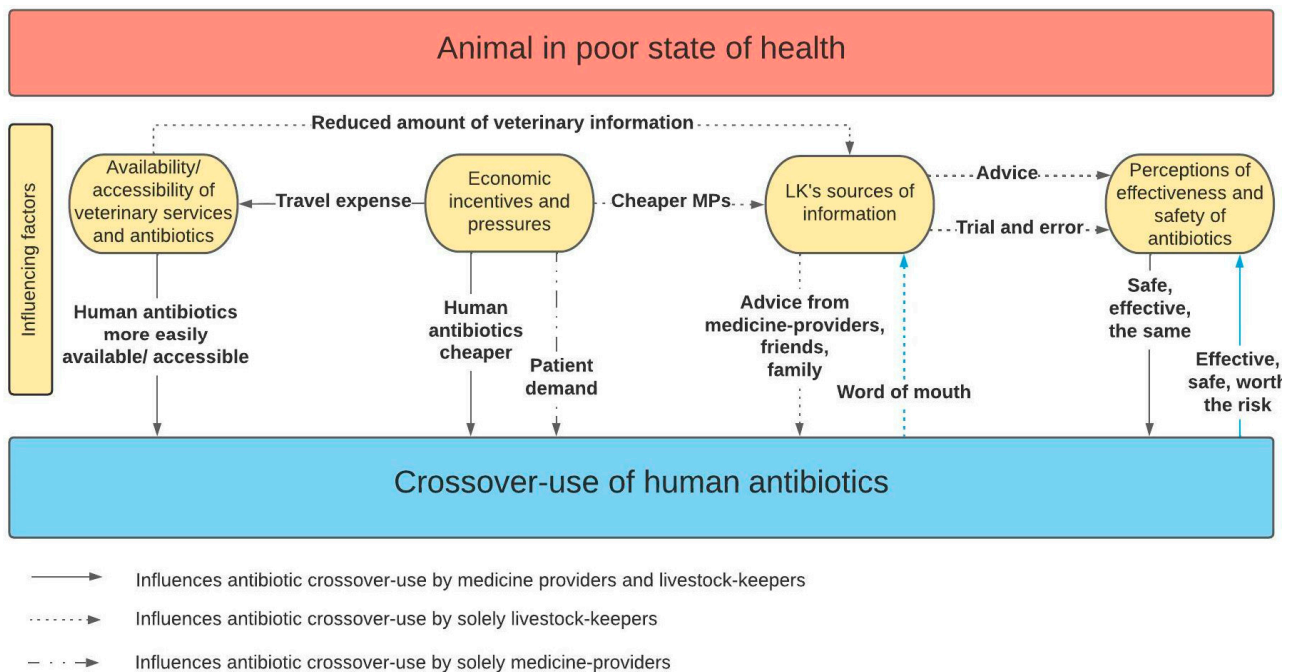 Animal in poor state of health
Reduced amount of veterinary information
Influencing factors
Availability/
accessibility of
veterinary services
and antibiotics
Travel expense
Economic
incentives and
pressures
Cheaper MPs
LK's sources of
information
Advice
Trial and error
Perceptions of
effectiveness and
safety of
antibiotics
Human antibiotics
more easily
available/ accessible
Human
antibiotics
cheaper
Patient
demand
Advice from
medicine-providers,
friends,
family
Word of mouth
Safe,
effective,
the same
Effective,
safe, worth
the risk
Crossover-use of human antibiotics
Influences antibiotic crossover-use by medicine providers and livestock-keepers
Influences antibiotic crossover-use by solely livestock-keepers
Influences antibiotic crossover-use by solely medicine-providers